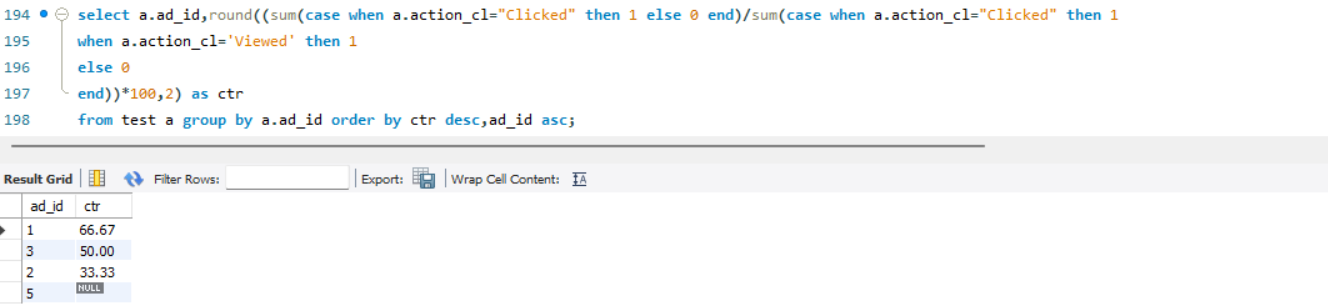 194 select a.ad_id,round((sum(case when a.action_cl="Clicked" then 1 else 0 end)/sum(case when a.action_cl="Clicked" then 1
195 when a.action_cl='Viewed' then 1
196 else 0
197 end))*100,2) as ctr
198 from test a group by a.ad_id order by ctr desc,ad_id asc;
Result Grid Filter Rows: Export: Wrap Cell Content: IA
ad_id ctr
1 66.67
3 50.00
2 33.33
5 NULL